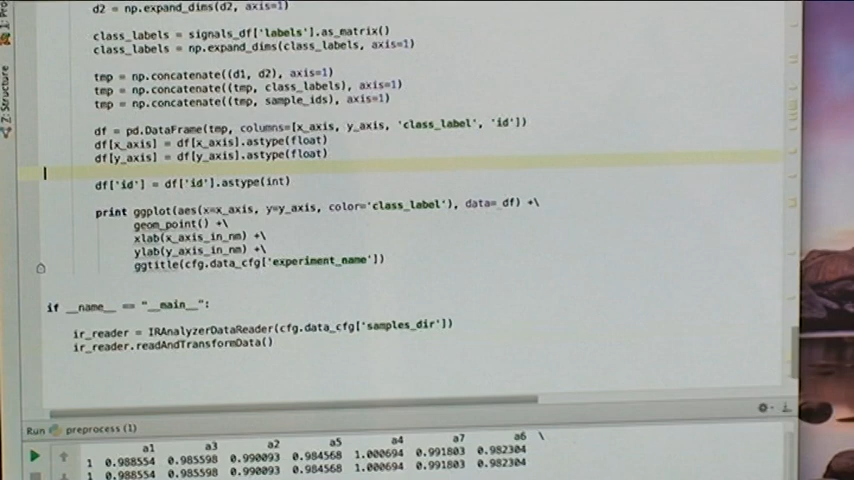 d2 = np.expand_dims(d2, axis=1)
class_labels = signals_df['labels'].as_matrix()
class_labels = np.expand_dims(class_labels, axis=1)
tmp = np.concatenate((d1, d2), axis=1)
tmp = np.concatenate((tmp, class_labels), axis=1)
tmp = np.concatenate((tmp, sample_ids), axis=1)
df = pd.DataFrame(tmp, columns=[x_axis, y_axis, 'class_label', 'id'])
df[x_axis] = df[x_axis].astype(float)
df[y_axis] = df[y_axis].astype(float)
df['id'] = df['id'].astype(int)
print ggplot(aes(x=x_axis, y=y_axis, color='class_label'), data= df) +\
geom_point() +\
xlab(x_axis_in_nm) +\
ylab(y_axis_in_nm) +\
ggtitle(cfg.data_cfg['experiment_name'])
if __name__ == "__main__":
ir_reader = IRAnalyzerDataReader(cfg.data_cfg['samples_dir'])
ir_reader.readAndTransformData()
Z: Structure
Run preprocess (1)
a1 a3 a2 a5 a4 a7 a6 \
1 0.988554 0.985598 0.990093 0.984568 1.000694 0.991803 0.982304
1 0.988554 0.985598 0.990093 0.984568 1.000694 0.991803 0.982304